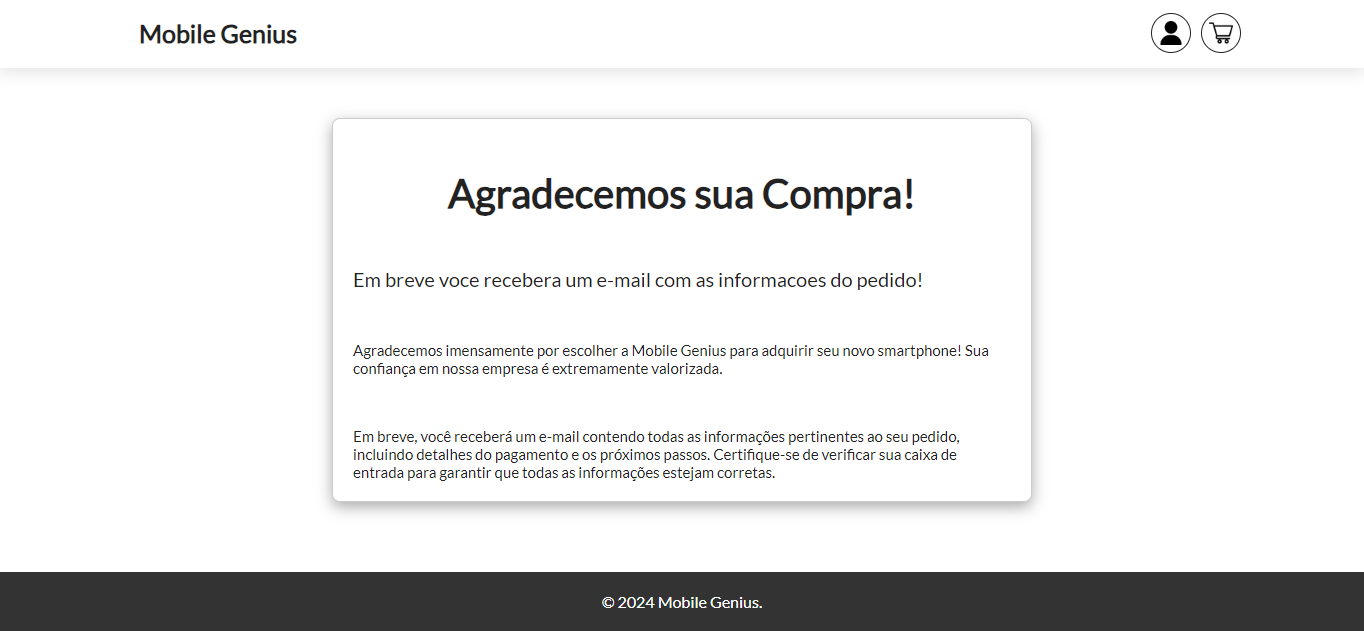 Mobile Genius
Agradecemos sua Compra!
Em breve voce recebera um e-mail com as informacoes do pedido!
Agradecemos imensamente por escolher a Mobile Genius para adquirir seu novo smartphone! Sua
confiança em nossa empresa é extremamente valorizada.
Em breve, você receberá um e-mail contendo todas as informações pertinentes ao seu pedido,
incluindo detalhes do pagamento e os próximos passos. Certifique-se de verificar sua caixa de
entrada para garantir que todas as informações estejam corretas.
© 2024 Mobile Genius.